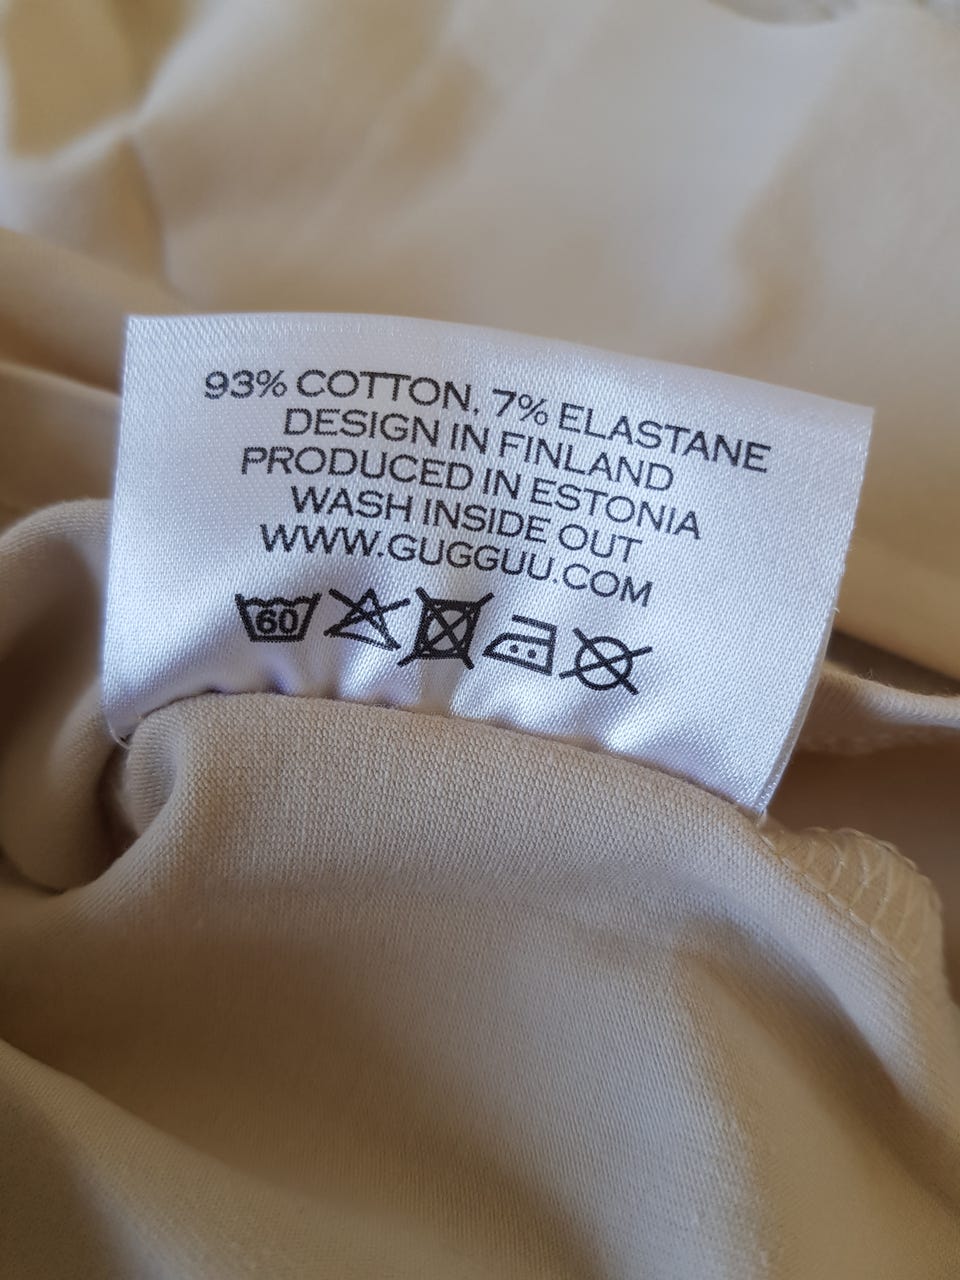 93% COTTON, 7% ELASTANE
DESIGN IN FINLAND
PRODUCED IN ESTONIA
WASH INSIDE OUT
WWW.GUGGUU.COM
60